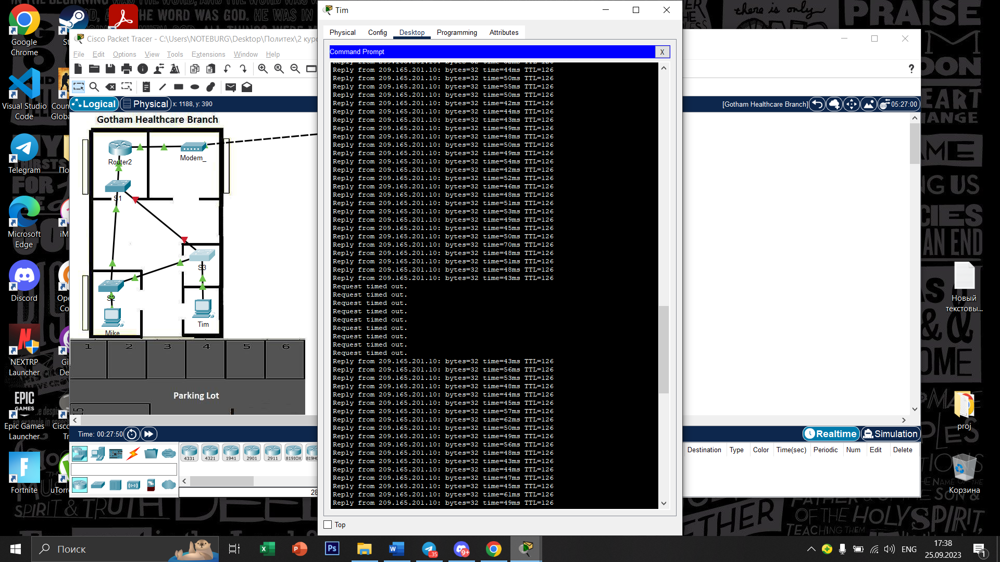 Google
Chrome
Visual Studio
Code
Telegram
Microsoft
Edge
Discord
NEXTRP
Launcher
Epic Games
Launcher
Fortnite
Cisco Packet Tracer - C:\Users\NOTEBURG\Desktop\Политех\2 кур
File Edit Options View Tools Extensions Window Help
Logical Physical x: 1188, y: 390
Gotham Healthcare Branch
Router2
Modem_
S1
S3
S2
Tim
Mike
1 2 3 4 5 6
Parking Lot
Time: 00:27:50
4331 4321 1941 2901 2911 819IOX
Tim
Physical Config Desktop Programming Attributes
Command Prompt
X
Reply from 209.165.201.10: bytes=32 time=44ms TTL=126
Reply from 209.165.201.10: bytes=32 time=50ms TTL=126
Reply from 209.165.201.10: bytes=32 time=55ms TTL=126
Reply from 209.165.201.10: bytes=32 time=50ms TTL=126
Reply from 209.165.201.10: bytes=32 time=42ms TTL=126
Reply from 209.165.201.10: bytes=32 time=44ms TTL=126
Reply from 209.165.201.10: bytes=32 time=43ms TTL=126
Reply from 209.165.201.10: bytes=32 time=49ms TTL=126
Reply from 209.165.201.10: bytes=32 time=48ms TTL=126
Reply from 209.165.201.10: bytes=32 time=50ms TTL=126
Reply from 209.165.201.10: bytes=32 time=49ms TTL=126
Reply from 209.165.201.10: bytes=32 time=54ms TTL=126
Reply from 209.165.201.10: bytes=32 time=42ms TTL=126
Reply from 209.165.201.10: bytes=32 time=52ms TTL=126
Reply from 209.165.201.10: bytes=32 time=46ms TTL=126
Reply from 209.165.201.10: bytes=32 time=48ms TTL=126
Reply from 209.165.201.10: bytes=32 time=51ms TTL=126
Reply from 209.165.201.10: bytes=32 time=53ms TTL=126
Reply from 209.165.201.10: bytes=32 time=49ms TTL=126
Reply from 209.165.201.10: bytes=32 time=45ms TTL=126
Reply from 209.165.201.10: bytes=32 time=50ms TTL=126
Reply from 209.165.201.10: bytes=32 time=70ms TTL=126
Reply from 209.165.201.10: bytes=32 time=48ms TTL=126
Reply from 209.165.201.10: bytes=32 time=51ms TTL=126
Reply from 209.165.201.10: bytes=32 time=48ms TTL=126
Reply from 209.165.201.10: bytes=32 time=43ms TTL=126
Request timed out.
Request timed out.
Request timed out.
Request timed out.
Request timed out.
Request timed out.
Request timed out.
Request timed out.
Request timed out.
Reply from 209.165.201.10: bytes=32 time=43ms TTL=126
Reply from 209.165.201.10: bytes=32 time=56ms TTL=126
Reply from 209.165.201.10: bytes=32 time=53ms TTL=126
Reply from 209.165.201.10: bytes=32 time=48ms TTL=126
Reply from 209.165.201.10: bytes=32 time=44ms TTL=126
Reply from 209.165.201.10: bytes=32 time=45ms TTL=126
Reply from 209.165.201.10: bytes=32 time=57ms TTL=126
Reply from 209.165.201.10: bytes=32 time=62ms TTL=126
Reply from 209.165.201.10: bytes=32 time=50ms TTL=126
Reply from 209.165.201.10: bytes=32 time=49ms TTL=126
Reply from 209.165.201.10: bytes=32 time=56ms TTL=126
Reply from 209.165.201.10: bytes=32 time=48ms TTL=126
Reply from 209.165.201.10: bytes=32 time=43ms TTL=126
Reply from 209.165.201.10: bytes=32 time=44ms TTL=126
Reply from 209.165.201.10: bytes=32 time=47ms TTL=126
Reply from 209.165.201.10: bytes=32 time=45ms TTL=126
Reply from 209.165.201.10: bytes=32 time=61ms TTL=126
Reply from 209.165.201.10: bytes=32 time=49ms TTL=126
Top
[Gotham Healthcare Branch] 05:27:00
Realtime Simulation
Destination Type Color Time(sec) Periodic Num Edit Delete
Новый
текстовы...
proj
Корзина
Поиск
ENG
17:38
25.09.2023